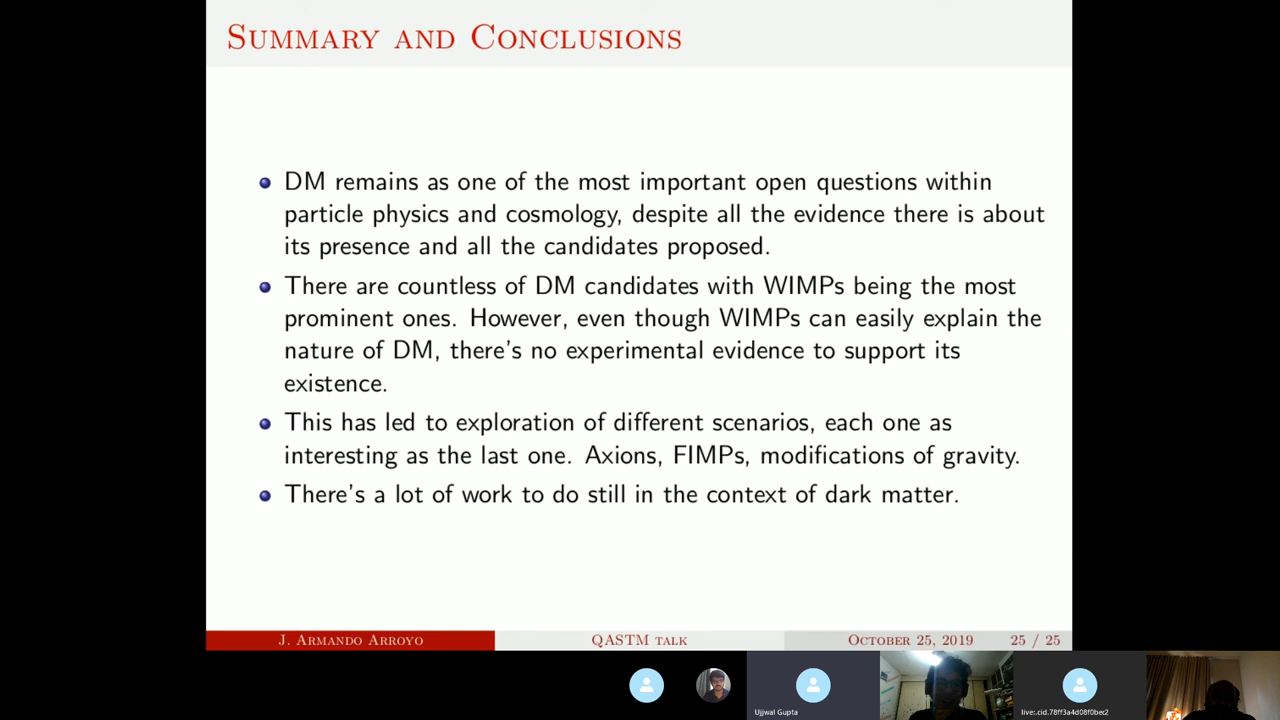 Summary and Conclusions
DM remains as one of the most important open questions within
particle physics and cosmology, despite all the evidence there is about
its presence and all the candidates proposed.
There are countless of DM candidates with WIMPs being the most
prominent ones. However, even though WIMPs can easily explain the
nature of DM, there's no experimental evidence to support its
existence.
This has led to exploration of different scenarios, each one as
interesting as the last one. Axions, FIMPs, modifications of gravity.
There's a lot of work to do still in the context of dark matter.
J. Armando Arroyo QASTM talk October 25, 2019 25 / 25
Ujjwal Gupta live:.cid.78ff3a4d08f0bec2